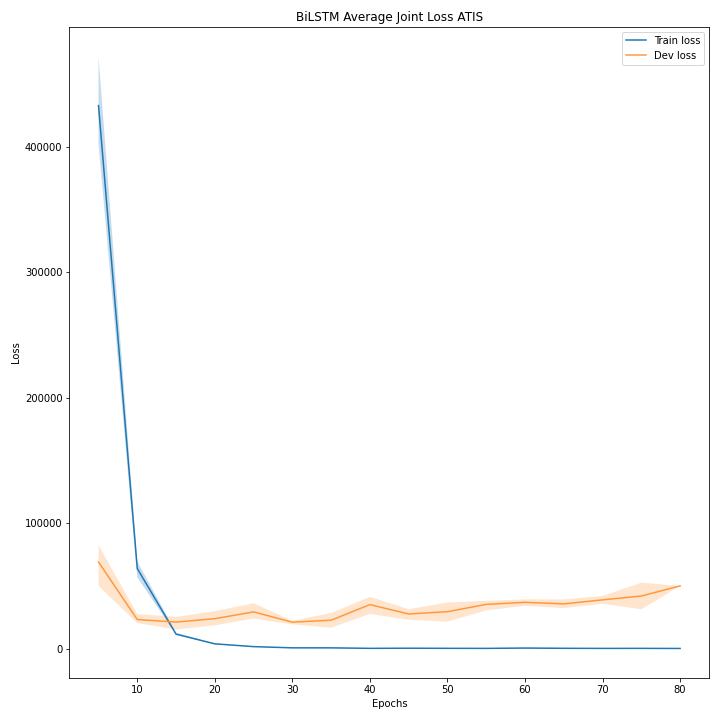 BiLSTM Average Joint Loss ATIS
Train loss
Dev loss
400000
300000
200000
100000
0
Loss
10 20 30 40 50 60 70 80
Epochs